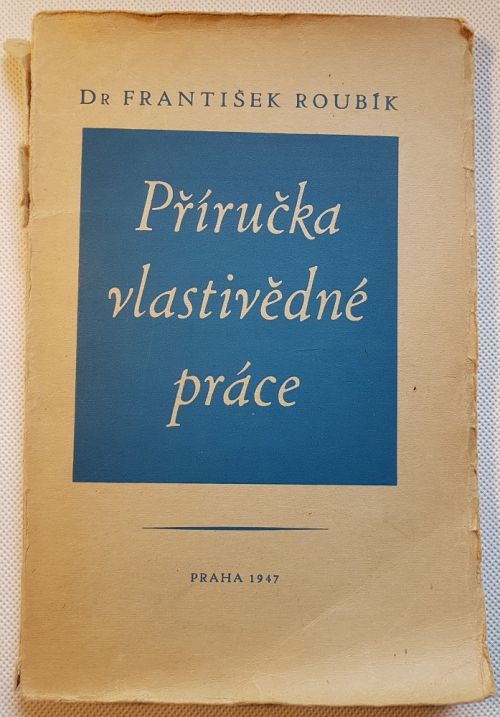 Dr FRANTIŠEK ROUBÍK
Příručka
vlastivědné
práce
PRAHA 1947